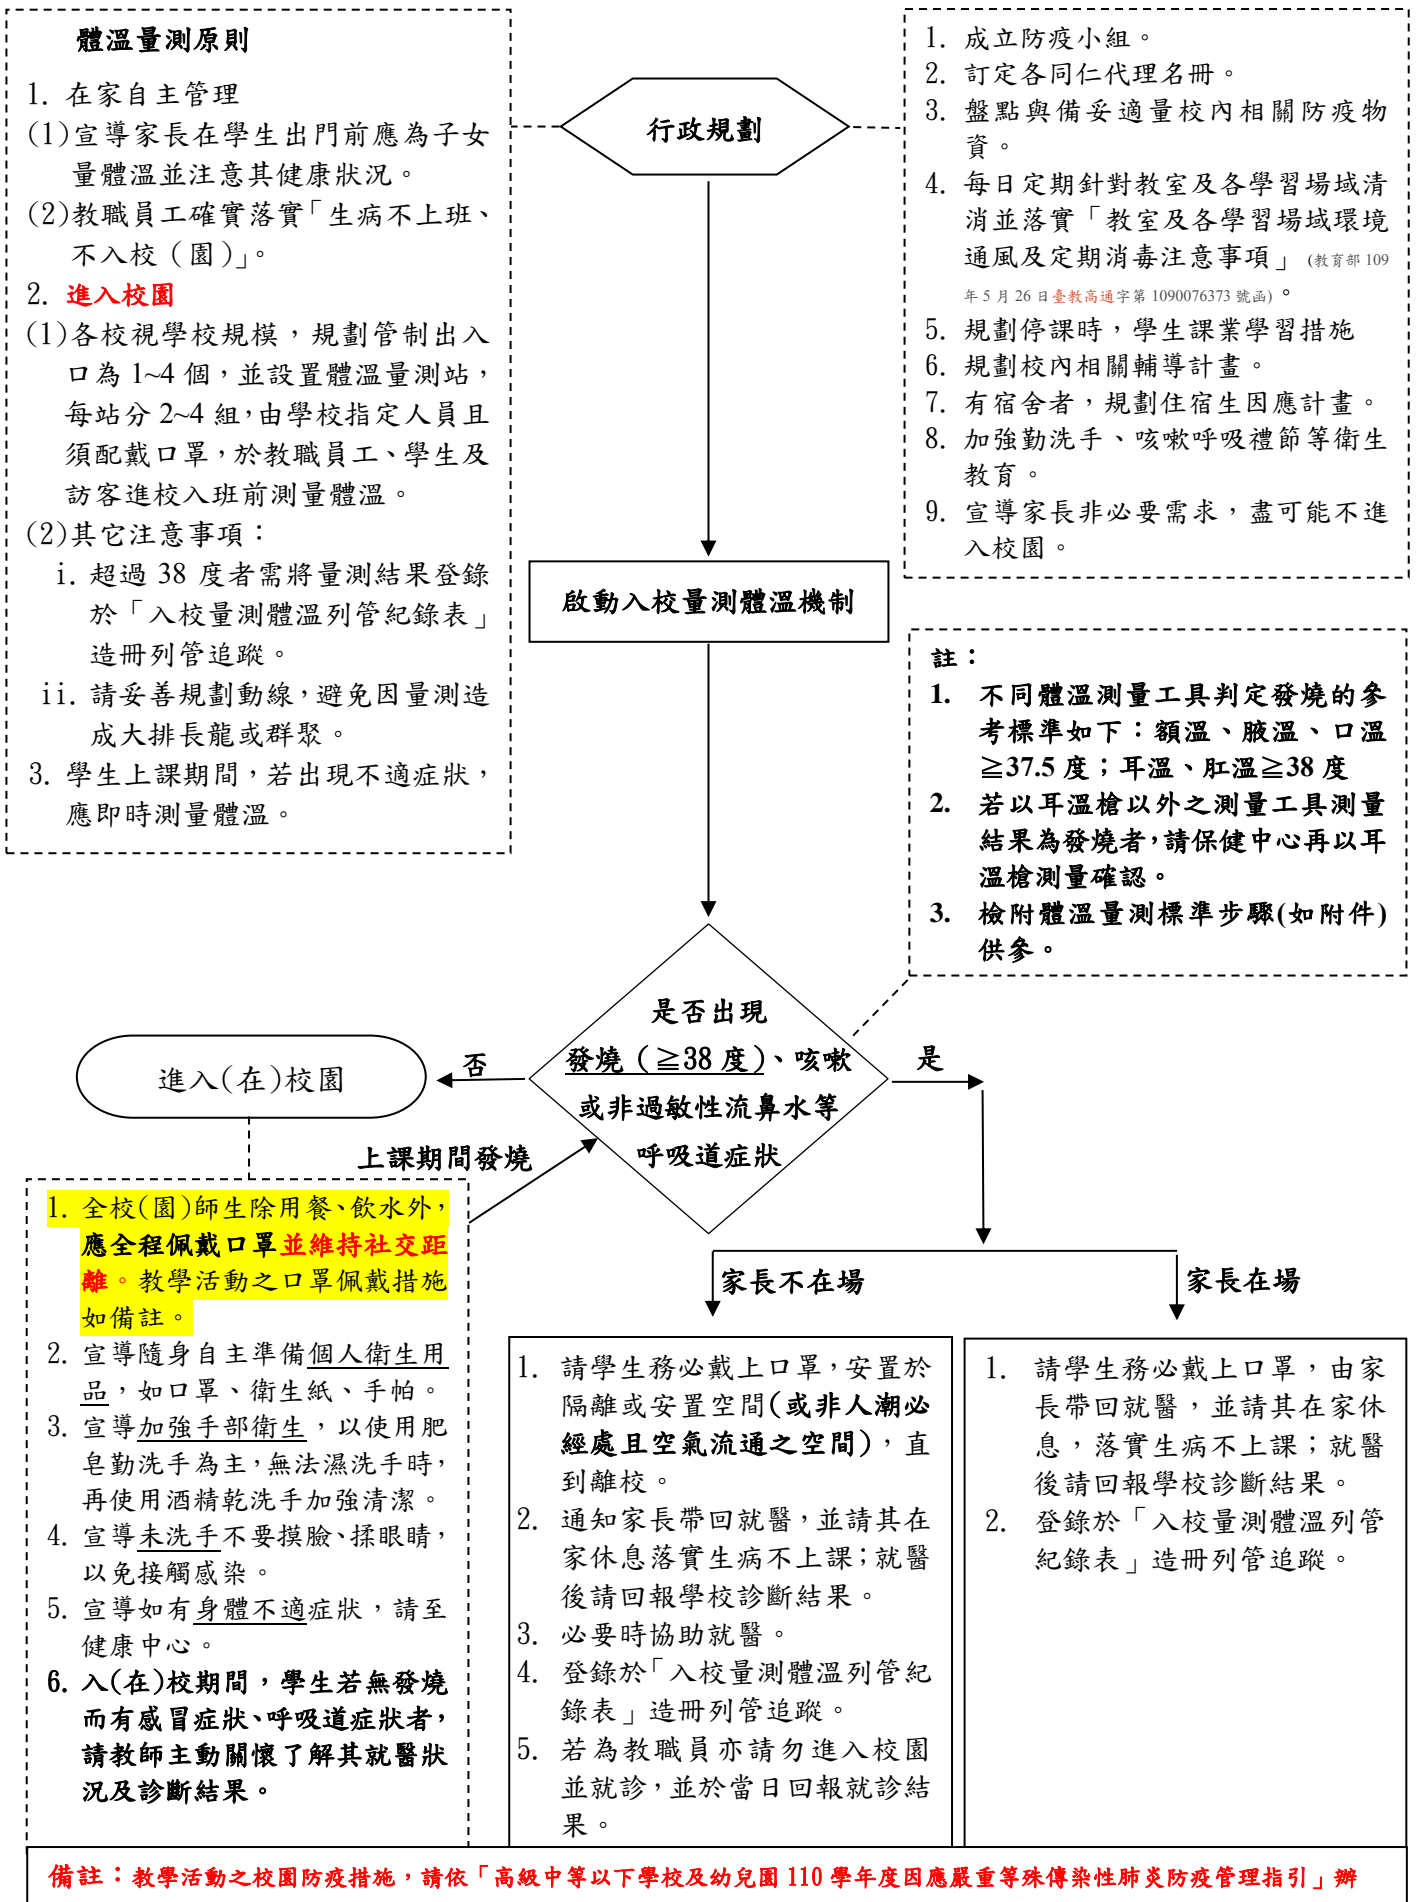 體溫量測原則
1. 在家自主管理
(1)宣導家長在學生出門前應為子女
量體溫並注意其健康狀況。
(2)教職員工確實落實「生病不上班、
不入校（園）」。
2. 進入校園
(1)各校視學校規模，規劃管制出入
口為 1~4 個，並設置體溫量測站，
每站分 2~4 組，由學校指定人員且
須配戴口罩，於教職員工、學生及
訪客進校入班前測量體溫。
(2)其它注意事項：
i. 超過 38 度者需將量測結果登錄
於「入校量測體溫列管紀錄表」
造冊列管追蹤。
ii. 請妥善規劃動線，避免因量測造
成大排長龍或群聚。
3. 學生上課期間，若出現不適症狀，
應即時測量體溫。
行政規劃
1. 成立防疫小組。
2. 訂定各同仁代理名冊。
3. 盤點與備妥適量校內相關防疫物
資。
4. 每日定期針對教室及各學習場域清
消並落實「教室及各學習場域環境
通風及定期消毒注意事項」(教育部 109
年 5 月 26 日臺教高通字第 1090076373 號函)。
5. 規劃停課時，學生課業學習措施
6. 規劃校內相關輔導計畫。
7. 有宿舍者，規劃住宿生因應計畫。
8. 加強勤洗手、咳嗽呼吸禮節等衛生
教育。
9. 宣導家長非必要需求，盡可能不進
入校園。
啟動入校量測體溫機制
註：
1. 不同體溫測量工具判定發燒的參
考標準如下：額溫、腋溫、口溫
≧37.5 度；耳溫、肛溫≧38 度
2. 若以耳溫槍以外之測量工具測量
結果為發燒者，請保健中心再以耳
溫槍測量確認。
3. 檢附體溫量測標準步驟(如附件)
供參。
是否出現
發燒（≧38 度）、咳嗽
或非過敏性流鼻水等
呼吸道症狀
否
是
進入(在)校園
上課期間發燒
1. 全校(園)師生除用餐、飲水外，
應全程佩戴口罩並維持社交距
離。教學活動之口罩佩戴措施
如備註。
2. 宣導隨身自主準備個人衛生用
品，如口罩、衛生紙、手帕。
3. 宣導加強手部衛生，以使用肥
皂勤洗手為主，無法濕洗手時，
再使用酒精乾洗手加強清潔。
4. 宣導未洗手不要摸臉、揉眼睛，
以免接觸感染。
5. 宣導如有身體不適症狀，請至
健康中心。
6. 入(在)校期間，學生若無發燒
而有感冒症狀、呼吸道症狀者，
請教師主動關懷了解其就醫狀
況及診斷結果。
家長不在場
1. 請學生務必戴上口罩，安置於
隔離或安置空間(或非人潮必
經處且空氣流通之空間)，直
到離校。
2. 通知家長帶回就醫，並請其在
家休息落實生病不上課；就醫
後請回報學校診斷結果。
3. 必要時協助就醫。
4. 登錄於「入校量測體溫列管紀
錄表」造冊列管追蹤。
5. 若為教職員亦請勿進入校園
並就診，並於當日回報就診結
果。
家長在場
1. 請學生務必戴上口罩，由家
長帶回就醫，並請其在家休
息，落實生病不上課；就醫
後請回報學校診斷結果。
2. 登錄於「入校量測體溫列管
紀錄表」造冊列管追蹤。
備註：教學活動之校園防疫措施，請依「高級中等以下學校及幼兒園 110 學年度因應嚴重等殊傳染性肺炎防疫管理指引」辦